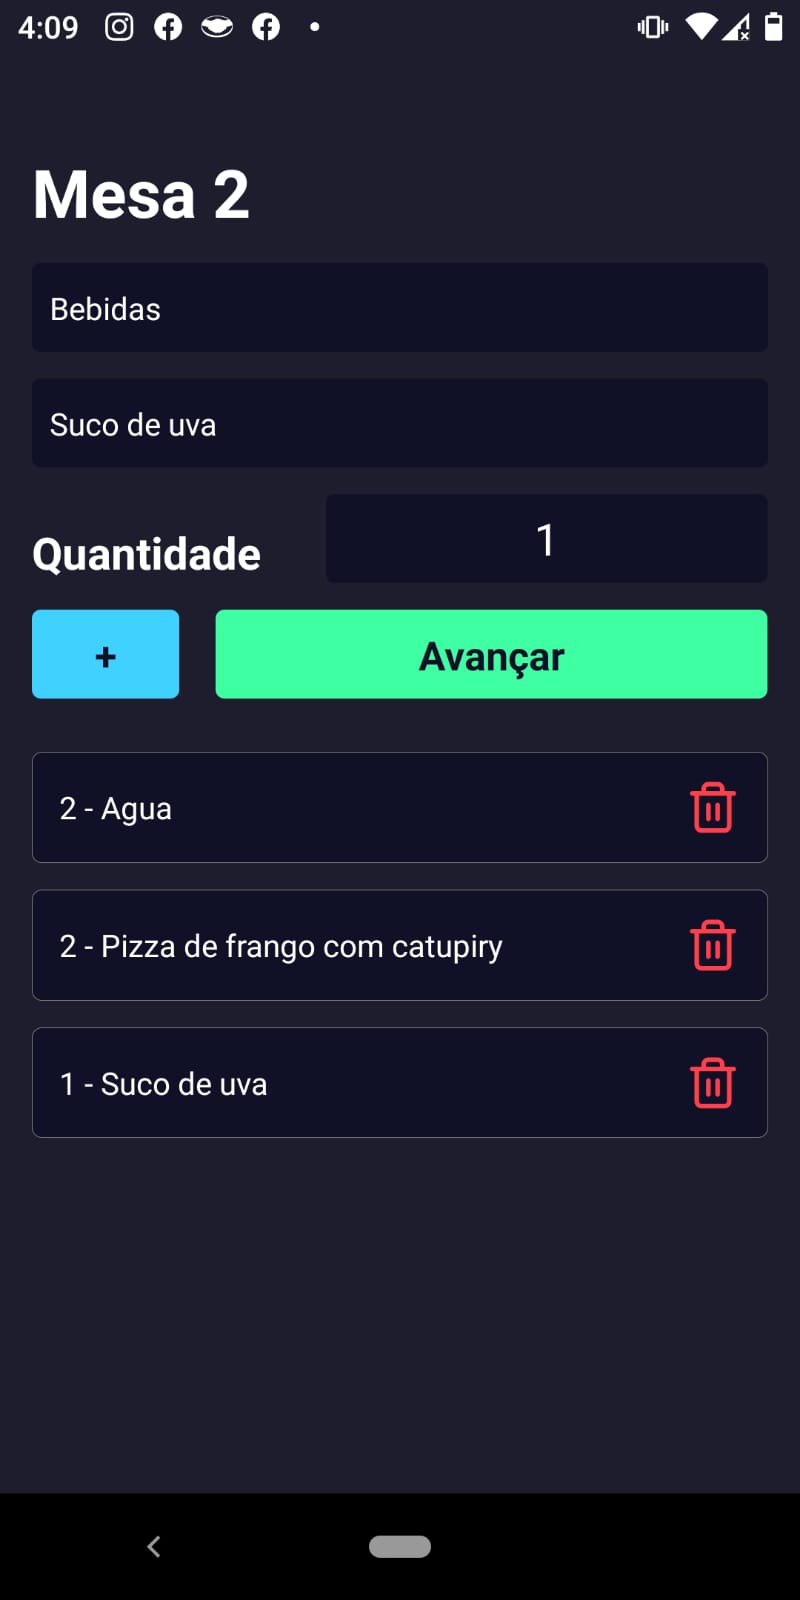 4:09
Mesa 2
Bebidas
Suco de uva
Quantidade
1
+
Avançar
2 - Agua
2 - Pizza de frango com catupiry
1 - Suco de uva